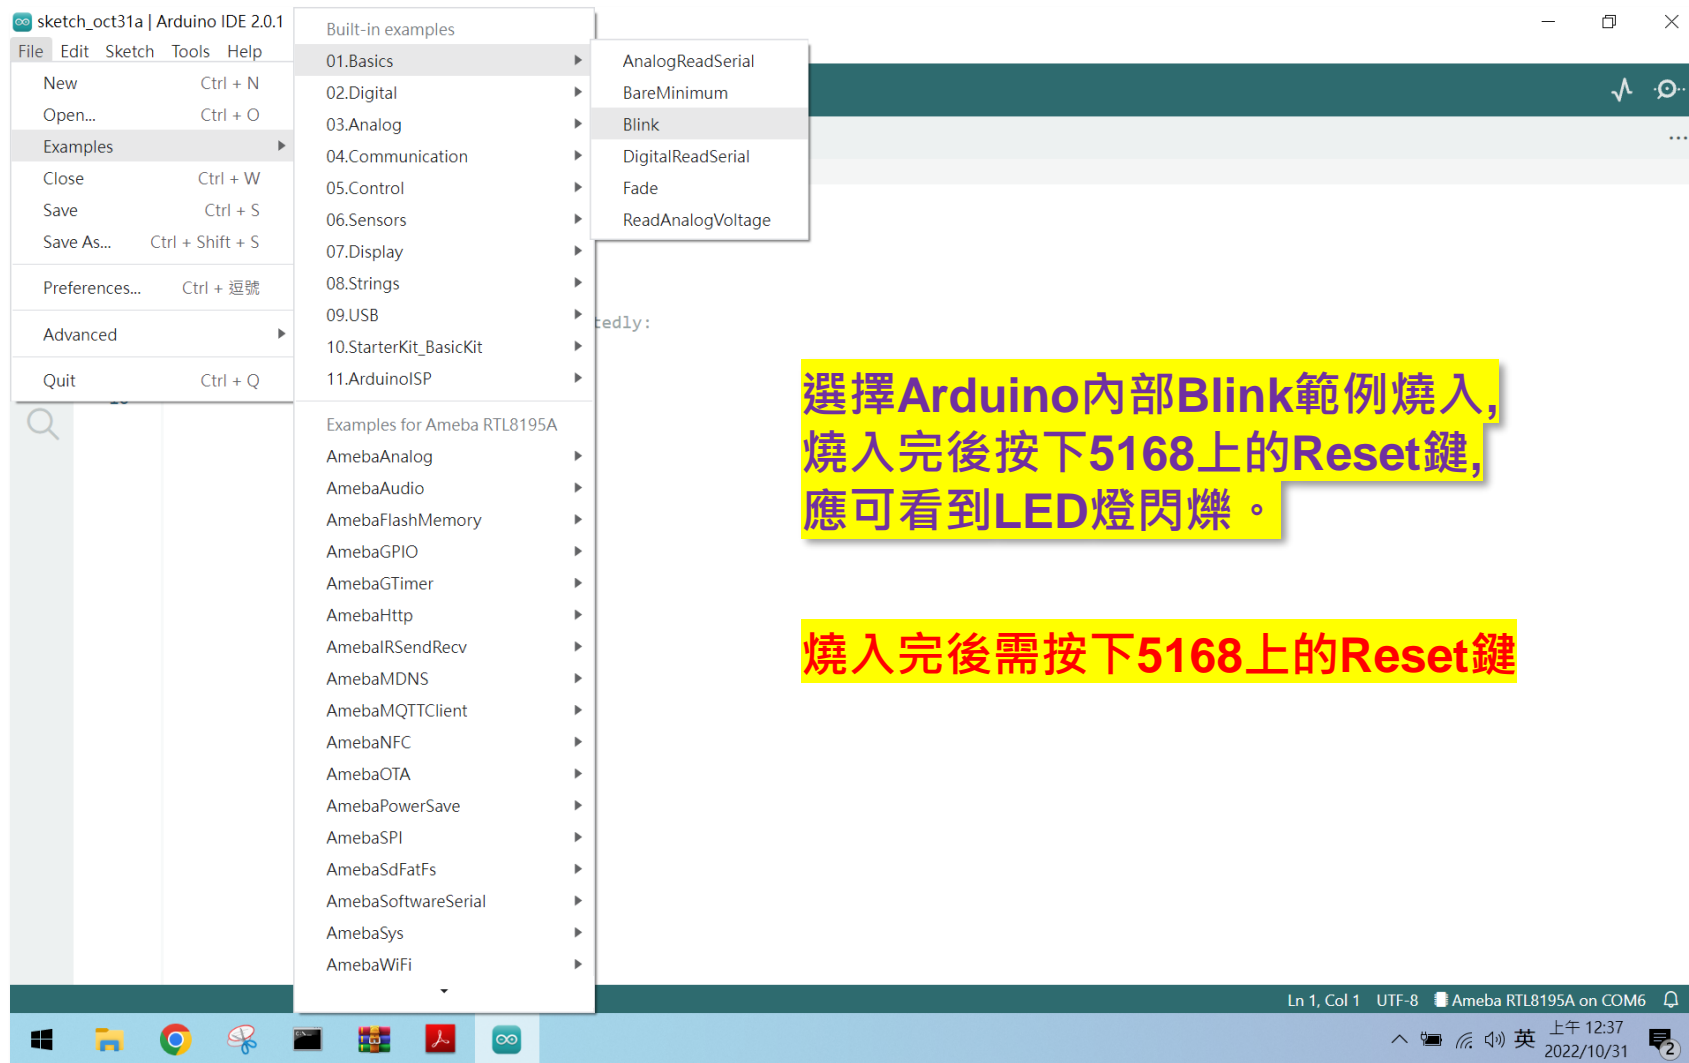 sketch_oct31a | Arduino IDE 2.0.1
File Edit Sketch Tools Help
New Ctrl + N
Open... Ctrl + O
Examples
Close Ctrl + W
Save Ctrl + S
Save As... Ctrl + Shift + S
Preferences... Ctrl + 逗號
Advanced
Quit Ctrl + Q
Built-in examples
01.Basics
02.Digital
03.Analog
04.Communication
05.Control
06.Sensors
07.Display
08.Strings
09.USB
10.StarterKit_BasicKit
11.ArduinoISP
Examples for Ameba RTL8195A
AmebaAnalog
AmebaAudio
AmebaFlashMemory
AmebaGPIO
AmebaGTimer
AmebaHttp
AmebaIRSendRecv
AmebaMDNS
AmebaMQTTClient
AmebaNFC
AmebaOTA
AmebaPowerSave
AmebaSPI
AmebaSdFatFs
AmebaSoftwareSerial
AmebaSys
AmebaWiFi
AnalogReadSerial
BareMinimum
Blink
DigitalReadSerial
Fade
ReadAnalogVoltage
tedly:
選擇Arduino內部Blink範例燒入,
燒入完後按下5168上的Reset鍵,
應可看到LED燈閃爍。
燒入完後需按下5168上的Reset鍵
Ln 1, Col 1 UTF-8 Ameba RTL8195A on COM6
英 上午 12:37
2022/10/31
2